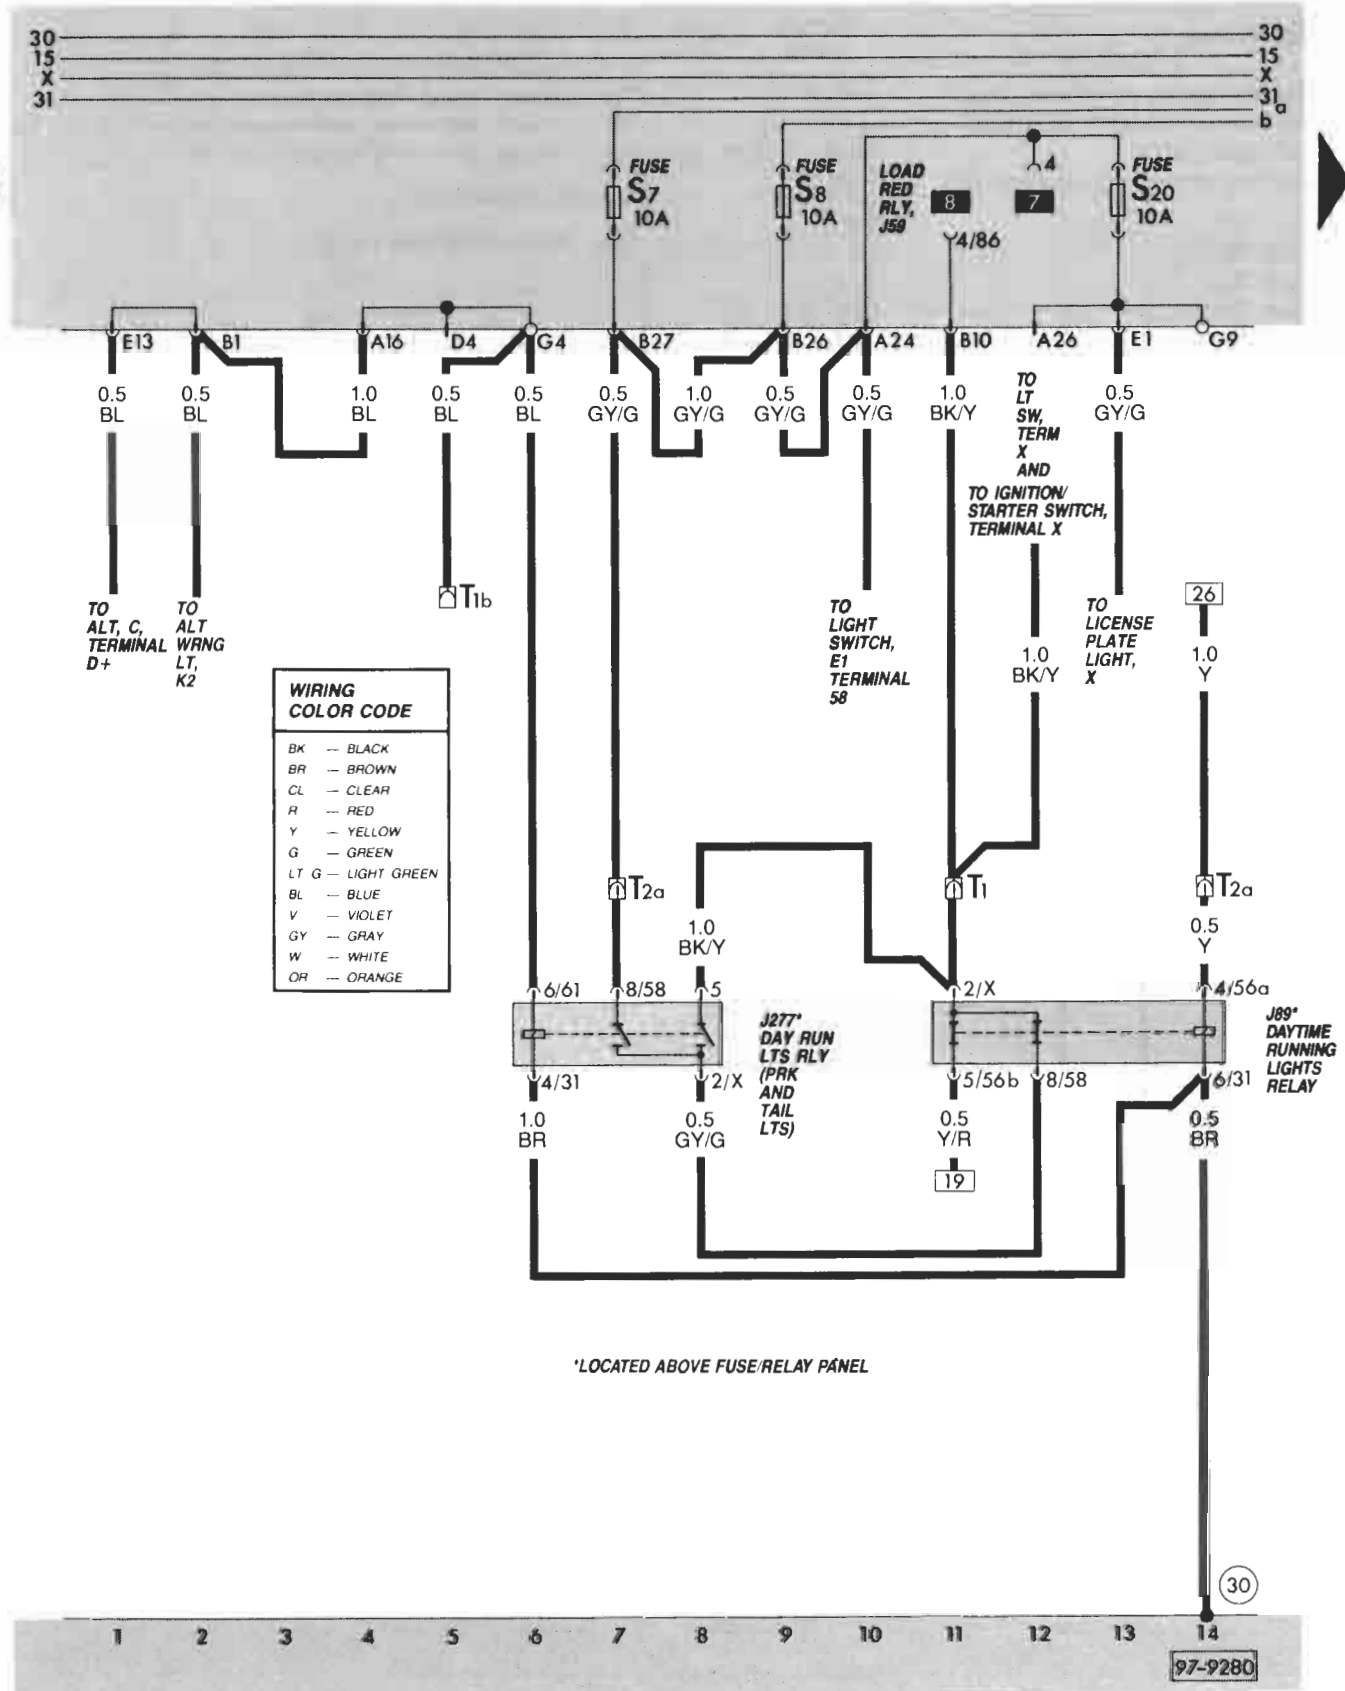 30
15
X
31
30
15
X
31
a
b
FUSE
S7
10A
FUSE
S8
10A
LOAD
RED
RLY,
J59
8
4/86
4
7
FUSE
S20
10A
E13
B1
A16
D4
G4
B27
B26
A24
B10
A26
E1
G9
0.5
BL
0.5
BL
1.0
BL
0.5
BL
0.5
BL
0.5
GY/G
1.0
GY/G
0.5
GY/G
0.5
GY/G
1.0
BK/Y
TO
LT
SW,
TERM
X
AND
TO IGNITION/
STARTER SWITCH,
TERMINAL X
0.5
GY/G
TO
ALT, C,
TERMINAL
D+
TO
ALT
WRNG
LT,
K2
T1b
TO
LIGHT
SWITCH,
E1
TERMINAL
58
1.0
BK/Y
TO
LICENSE
PLATE
LIGHT,
X
26
1.0
Y
WIRING
COLOR CODE
BK — BLACK
BR — BROWN
CL — CLEAR
R — RED
Y — YELLOW
G — GREEN
LT G — LIGHT GREEN
BL — BLUE
V — VIOLET
GY — GRAY
W — WHITE
OR — ORANGE
T2a
T1
T2a
1.0
BK/Y
0.5
Y
6/61
8/58
5
2/X
4/56a
J277*
DAY RUN
LTS RLY
(PRK
AND
TAIL
LTS)
J89*
DAYTIME
RUNNING
LIGHTS
RELAY
4/31
2/X
5/56b
8/58
6/31
1.0
BR
0.5
GY/G
0.5
Y/R
0.5
BR
19
*LOCATED ABOVE FUSE/RELAY PANEL
30
1 2 3 4 5 6 7 8 9 10 11 12 13 14
97-9280